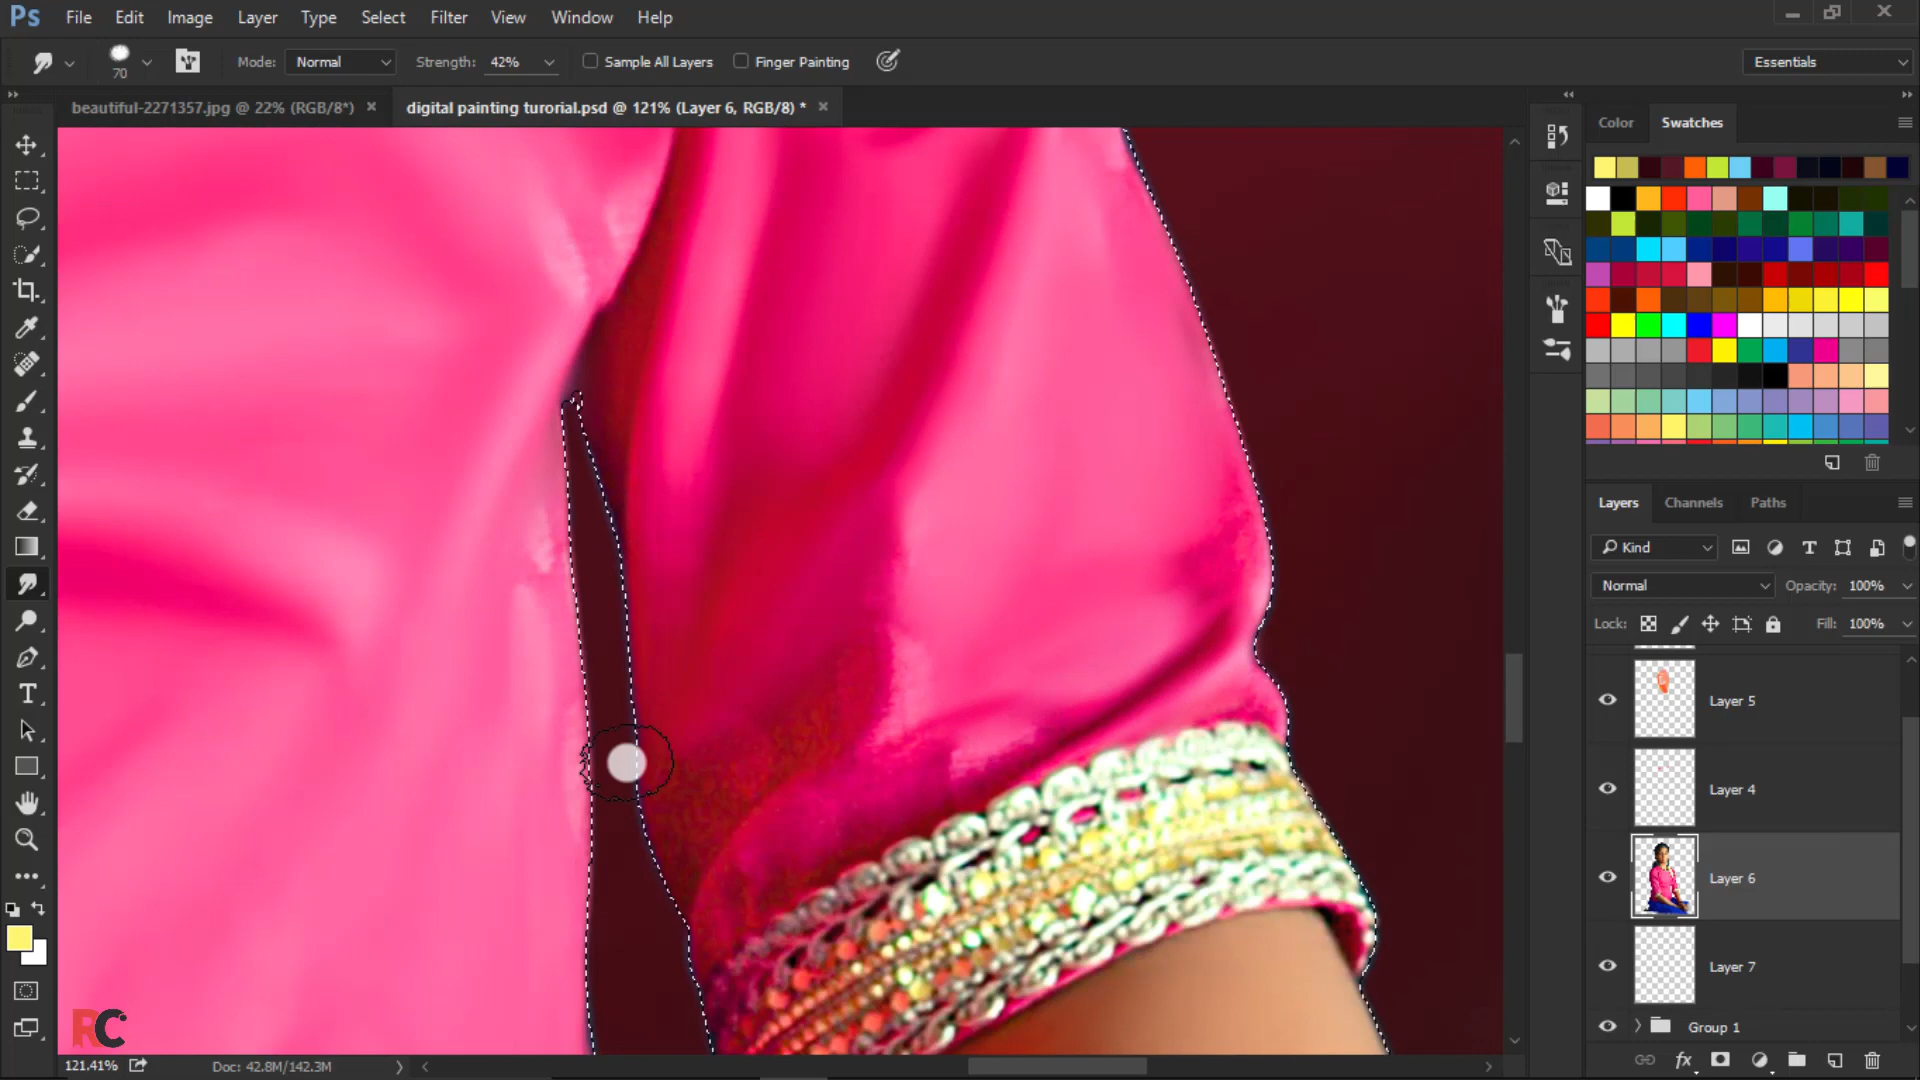 Ps File Edit Image Layer Type Select Filter View Window Help
70 Mode: Normal Strength: 42% Sample All Layers Finger Painting Essentials
beautiful-2271357.jpg @ 22% (RGB/8*) × digital painting turorial.psd @ 121% (Layer 6, RGB/8) * ×
Color Swatches
Layers Channels Paths
Kind
Normal Opacity: 100%
Lock: Fill: 100%
Layer 5
Layer 4
Layer 6
Layer 7
Group 1
fx
RC
121.41% Doc: 42.8M/142.3M